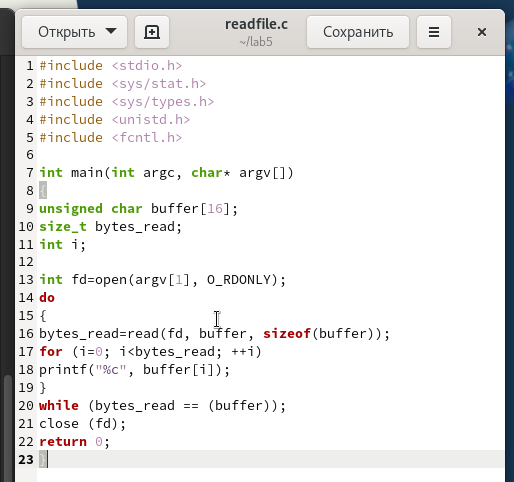 Открыть
readfile.c
~/lab5
Сохранить
1 #include <stdio.h>
2 #include <sys/stat.h>
3 #include <sys/types.h>
4 #include <unistd.h>
5 #include <fcntl.h>
6
7 int main(int argc, char* argv[])
8 {
9 unsigned char buffer[16];
10 size_t bytes_read;
11 int i;
12
13 int fd=open(argv[1], O_RDONLY);
14 do
15 {
16 bytes_read=read(fd, buffer, sizeof(buffer));
17 for (i=0; i<bytes_read; ++i)
18 printf("%c", buffer[i]);
19 }
20 while (bytes_read == (buffer));
21 close (fd);
22 return 0;
23 }